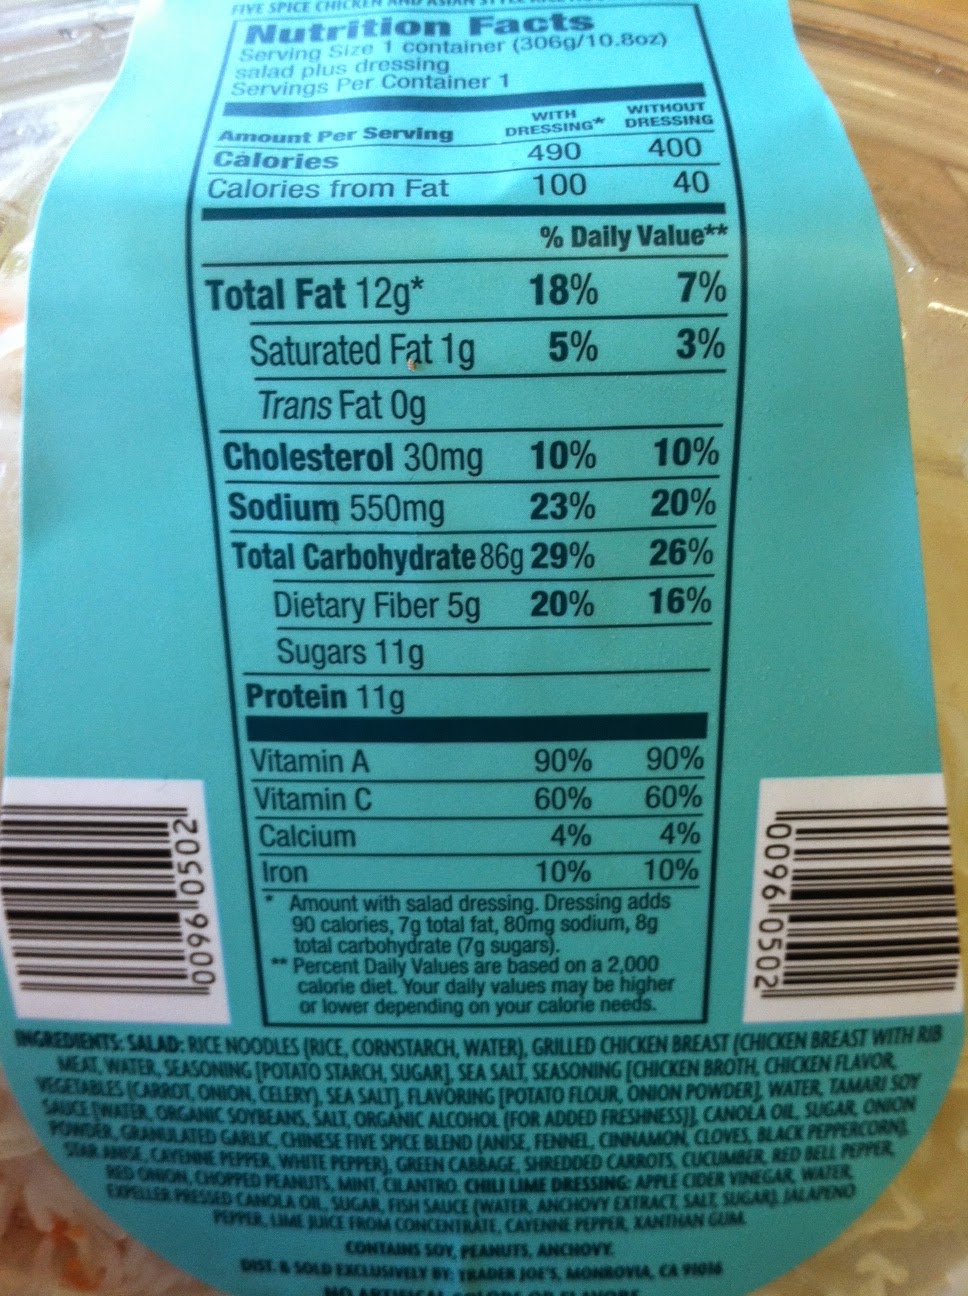 FIVE SPICE CHICKEN AND ASIAN
Nutrition Facts
Serving Size 1 container (306g/10.8oz)
salad plus dressing
Servings Per Container 1
WITH DRESSING* WITHOUT DRESSING
Amount Per Serving
Calories 490 400
Calories from Fat 100 40
% Daily Value**
Total Fat 12g* 18% 7%
Saturated Fat 1g 5% 3%
Trans Fat 0g
Cholesterol 30mg 10% 10%
Sodium 550mg 23% 20%
Total Carbohydrate 86g 29% 26%
Dietary Fiber 5g 20% 16%
Sugars 11g
Protein 11g
Vitamin A 90% 90%
Vitamin C 60% 60%
Calcium 4% 4%
Iron 10% 10%
* Amount with salad dressing. Dressing adds
90 calories, 7g total fat, 80mg sodium, 8g
total carbohydrate (7g sugars).
** Percent Daily Values are based on a 2,000
calorie diet. Your daily values may be higher
or lower depending on your calorie needs.
0096 0502
0096 0502
INGREDIENTS: SALAD: RICE NOODLES (RICE, CORNSTARCH, WATER), GRILLED CHICKEN BREAST (CHICKEN BREAST WITH RIB
MEAT, WATER, SEASONING [POTATO STARCH, SUGAR], SEA SALT, SEASONING [CHICKEN BROTH, CHICKEN FLAVOR,
VEGETABLES (CARROT, ONION, CELERY), SEA SALT], FLAVORING [POTATO FLOUR, ONION POWDER], WATER, TAMARI SOY
SAUCE [WATER, ORGANIC SOYBEANS, SALT, ORGANIC ALCOHOL (FOR ADDED FRESHNESS)], CANOLA OIL, SUGAR, ONION
POWDER, GRANULATED GARLIC, CHINESE FIVE SPICE BLEND (ANISE, FENNEL, CINNAMON, CLOVES, BLACK PEPPERCORN),
STAR ANISE, CAYENNE PEPPER, WHITE PEPPER), GREEN CABBAGE, SHREDDED CARROTS, CUCUMBER, RED BELL PEPPER,
RED ONION, CHOPPED PEANUTS, MINT, CILANTRO. CHILI LIME DRESSING: APPLE CIDER VINEGAR, WATER,
EXPELLER PRESSED CANOLA OIL, SUGAR, FISH SAUCE (WATER, ANCHOVY EXTRACT, SALT, SUGAR), JALAPENO
PEPPER, LIME JUICE FROM CONCENTRATE, CAYENNE PEPPER, XANTHAN GUM.
CONTAINS SOY, PEANUTS, ANCHOVY.
DIST. & SOLD EXCLUSIVELY BY: TRADER JOE'S, MONROVIA, CA 91016
NO ARTIFICIAL COLORS OR FLAVORS